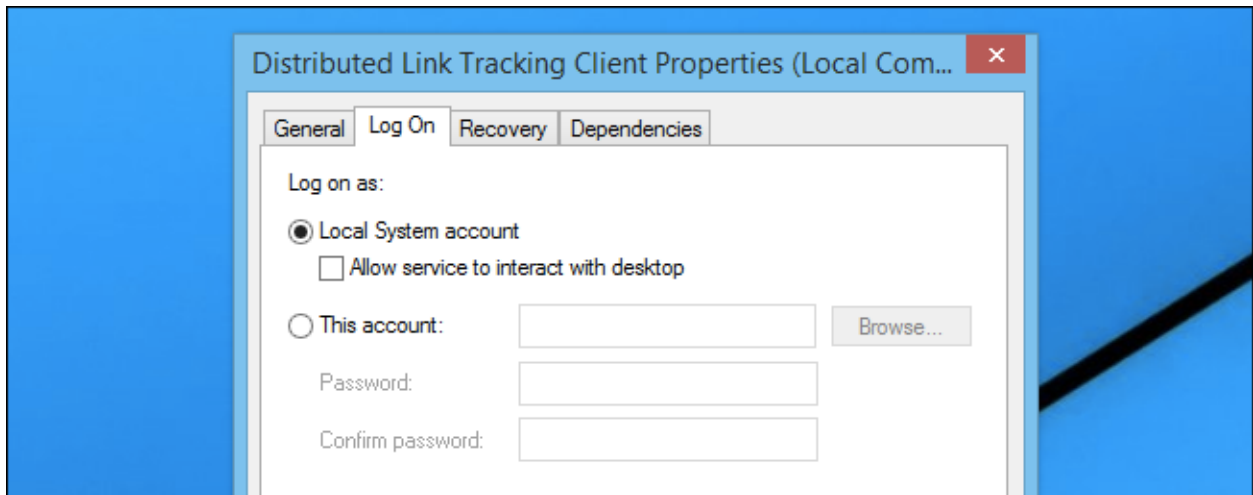 Distributed Link Tracking Client Properties (Local Com...
General Log On Recovery Dependencies
Log on as:
Local System account
Allow service to interact with desktop
This account: Browse...
Password:
Confirm password: